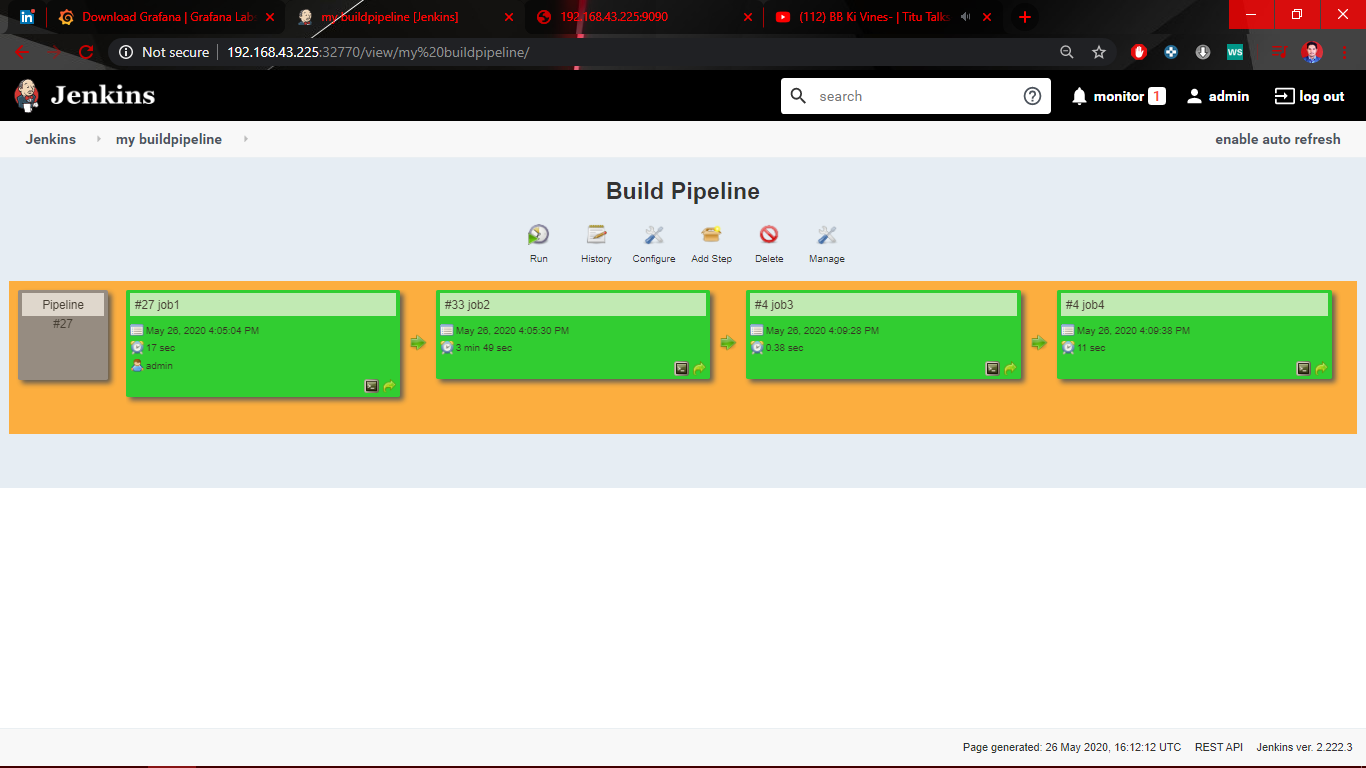 Download Grafana | Grafana Lab
my buildpipeline [Jenkins]
192.168.43.225:9090
(112) BB Ki Vines- | Titu Talks
Not secure
192.168.43.225:32770/view/my%20buildpipeline/
ws
Jenkins
search
monitor 1
admin
log out
Jenkins
my buildpipeline
enable auto refresh
Build Pipeline
Run
History
Configure
Add Step
Delete
Manage
Pipeline
#27
#27 job1
May 26, 2020 4:05:04 PM
17 sec
admin
#33 job2
May 26, 2020 4:05:30 PM
3 min 49 sec
#4 job3
May 26, 2020 4:09:28 PM
0.38 sec
#4 job4
May 26, 2020 4:09:38 PM
11 sec
Page generated: 26 May 2020, 16:12:12 UTC
REST API
Jenkins ver. 2.222.3